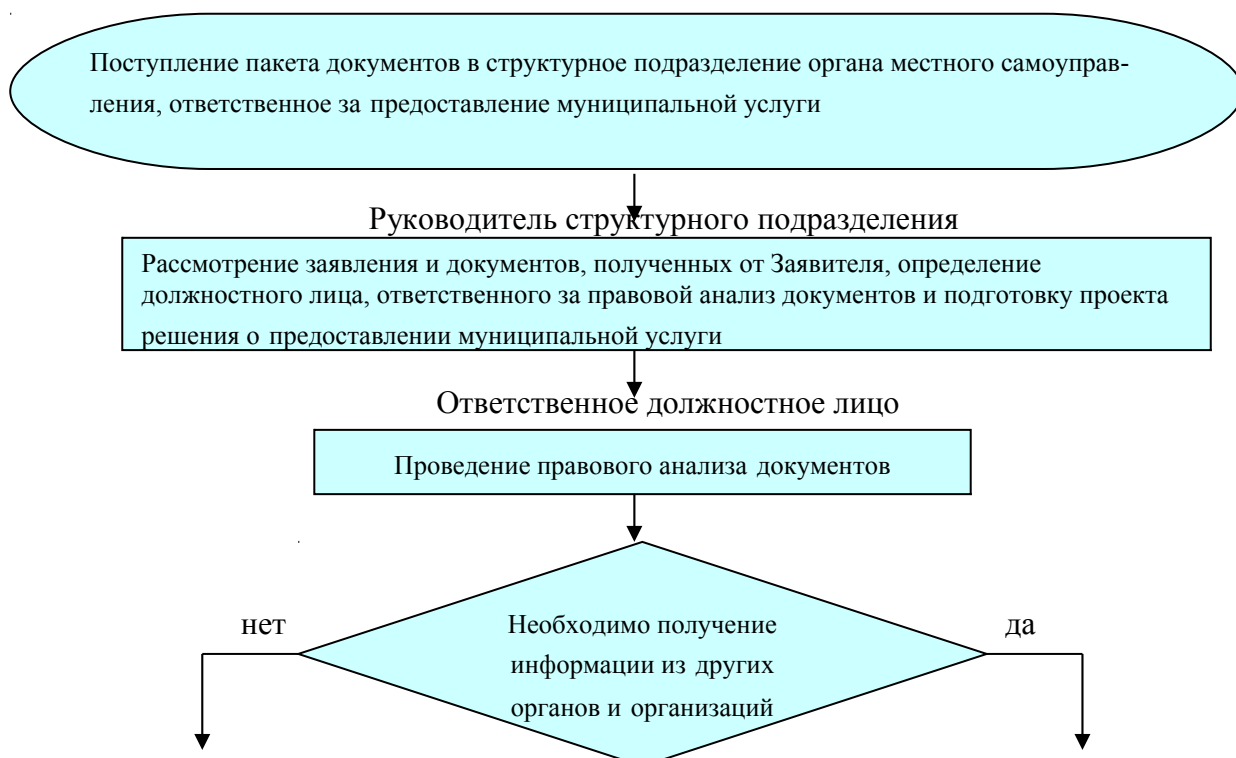 Поступление пакета документов в структурное подразделение органа местного самоуправ-
ления, ответственное за предоставление муниципальной услуги
Руководитель структурного подразделения
Рассмотрение заявления и документов, полученных от Заявителя, определение
должностного лица, ответственного за правовой анализ документов и подготовку проекта
решения о предоставлении муниципальной услуги
Ответственное должностное лицо
Проведение правового анализа документов
нет
да
Необходимо получение
информации из других
органов и организаций